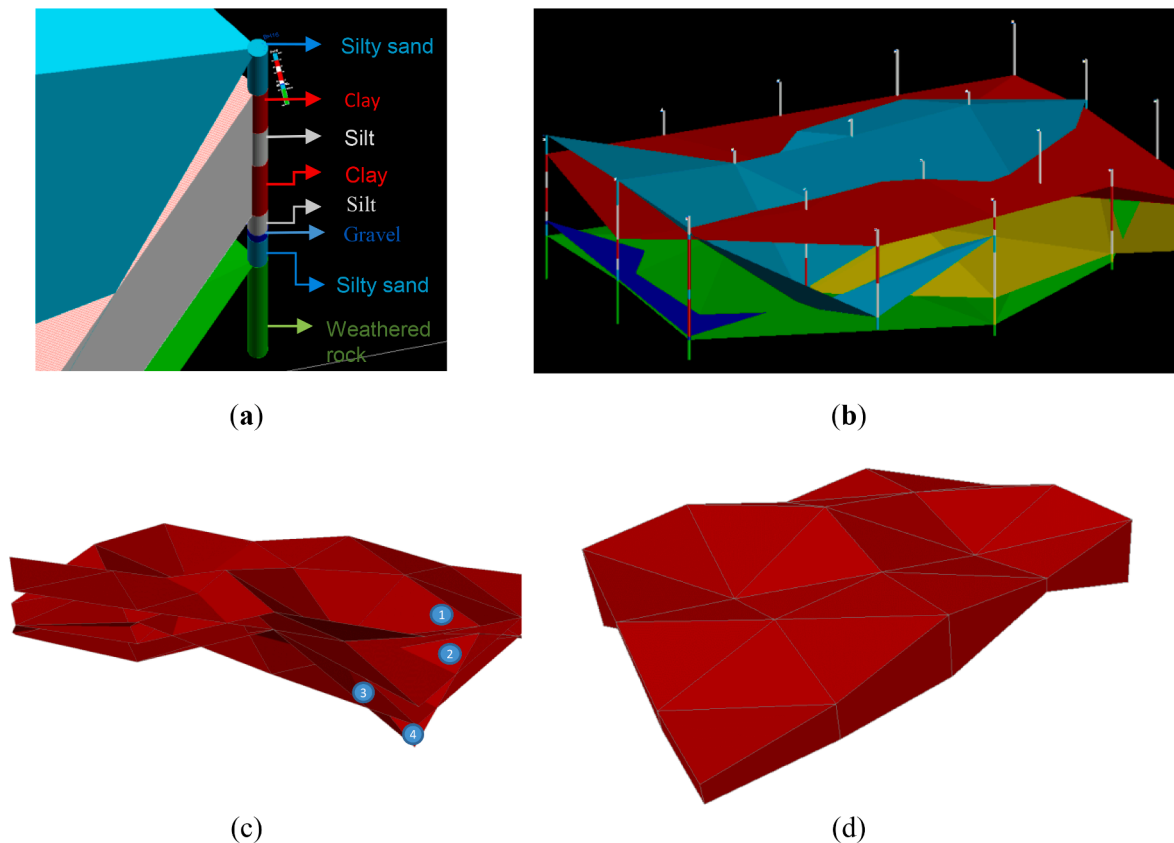 Silty sand
Clay
Silt
Clay
Silt
Gravel
Silty sand
Weathered
rock
(a)
(b)
1
2
3
4
(c)
(d)